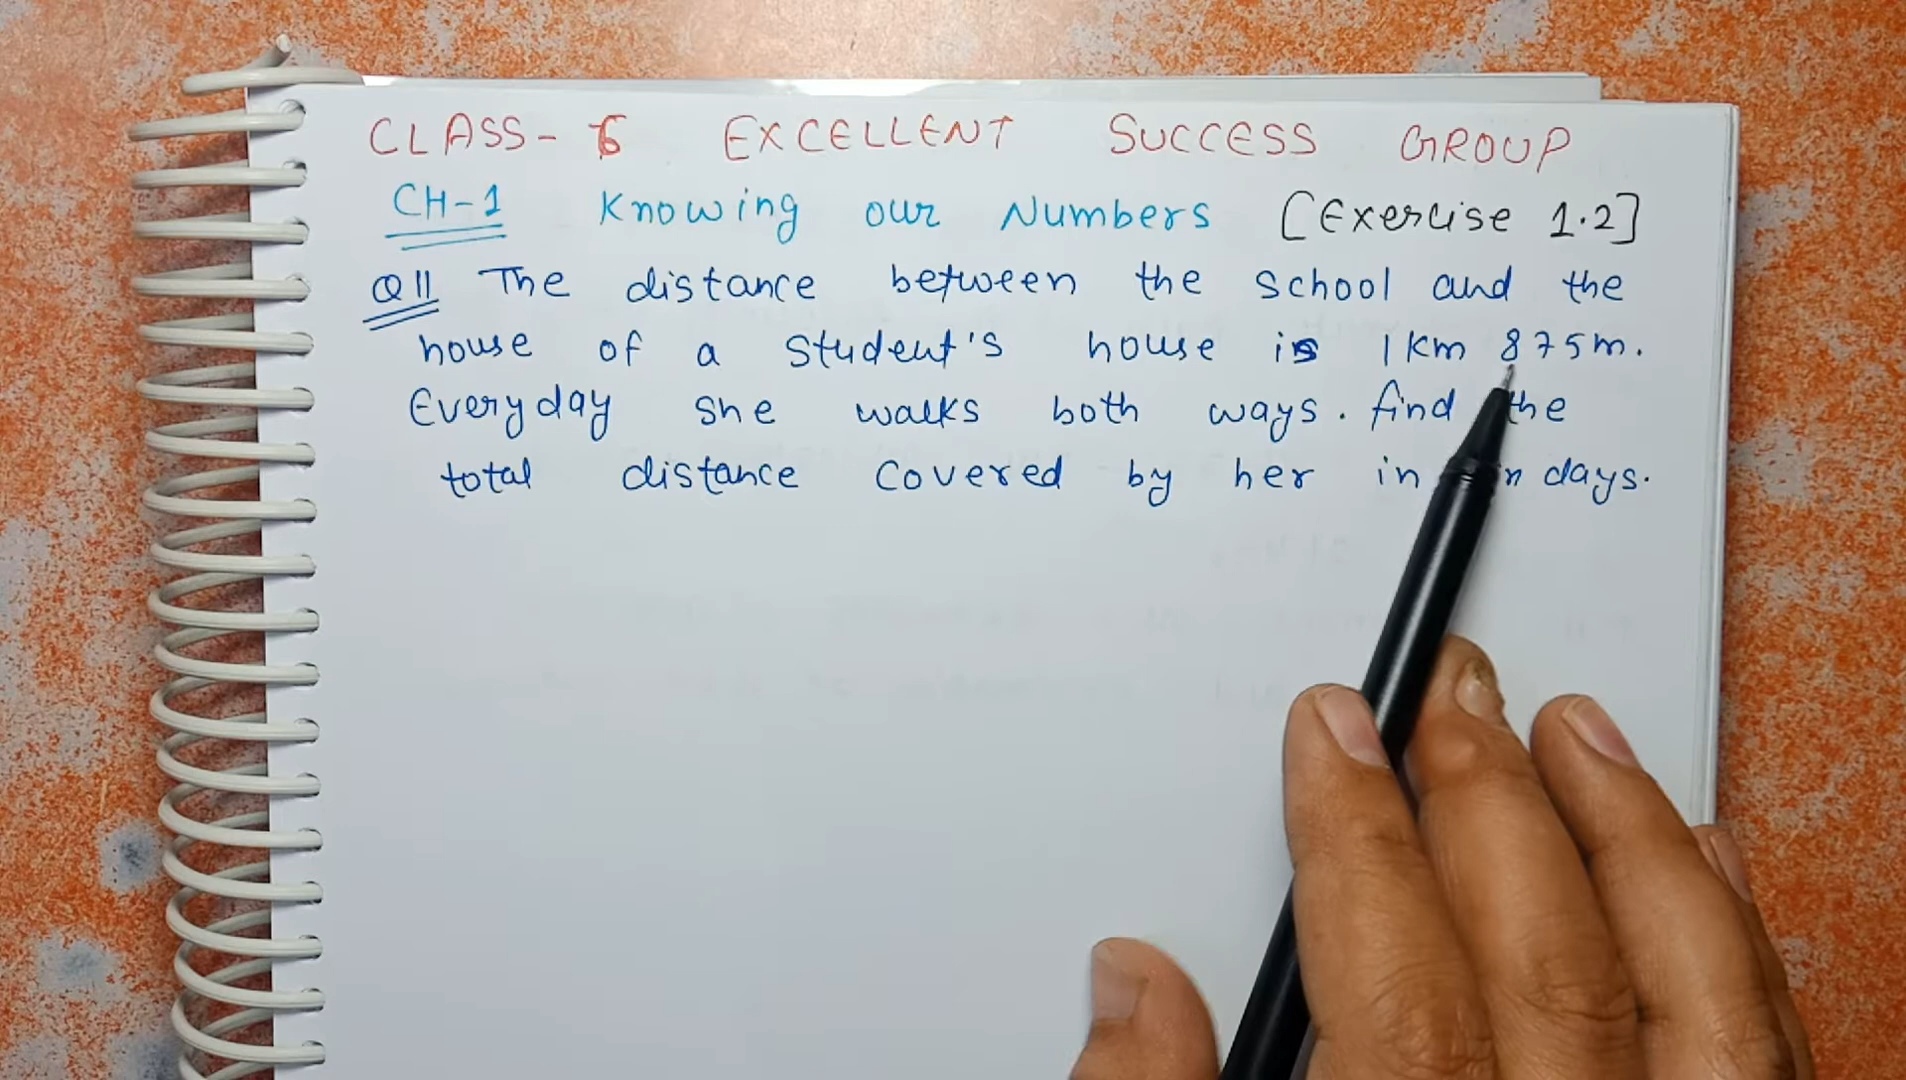 CLASS- 6 EXCELLENT SUCCESS GROUP
CH-1 Knowing our Numbers [Exercise 1.2]
Q11 The distance between the school and the
house of a student's house is 1 km 875m.
Everyday she walks both ways. find the
total distance covered by her in days.